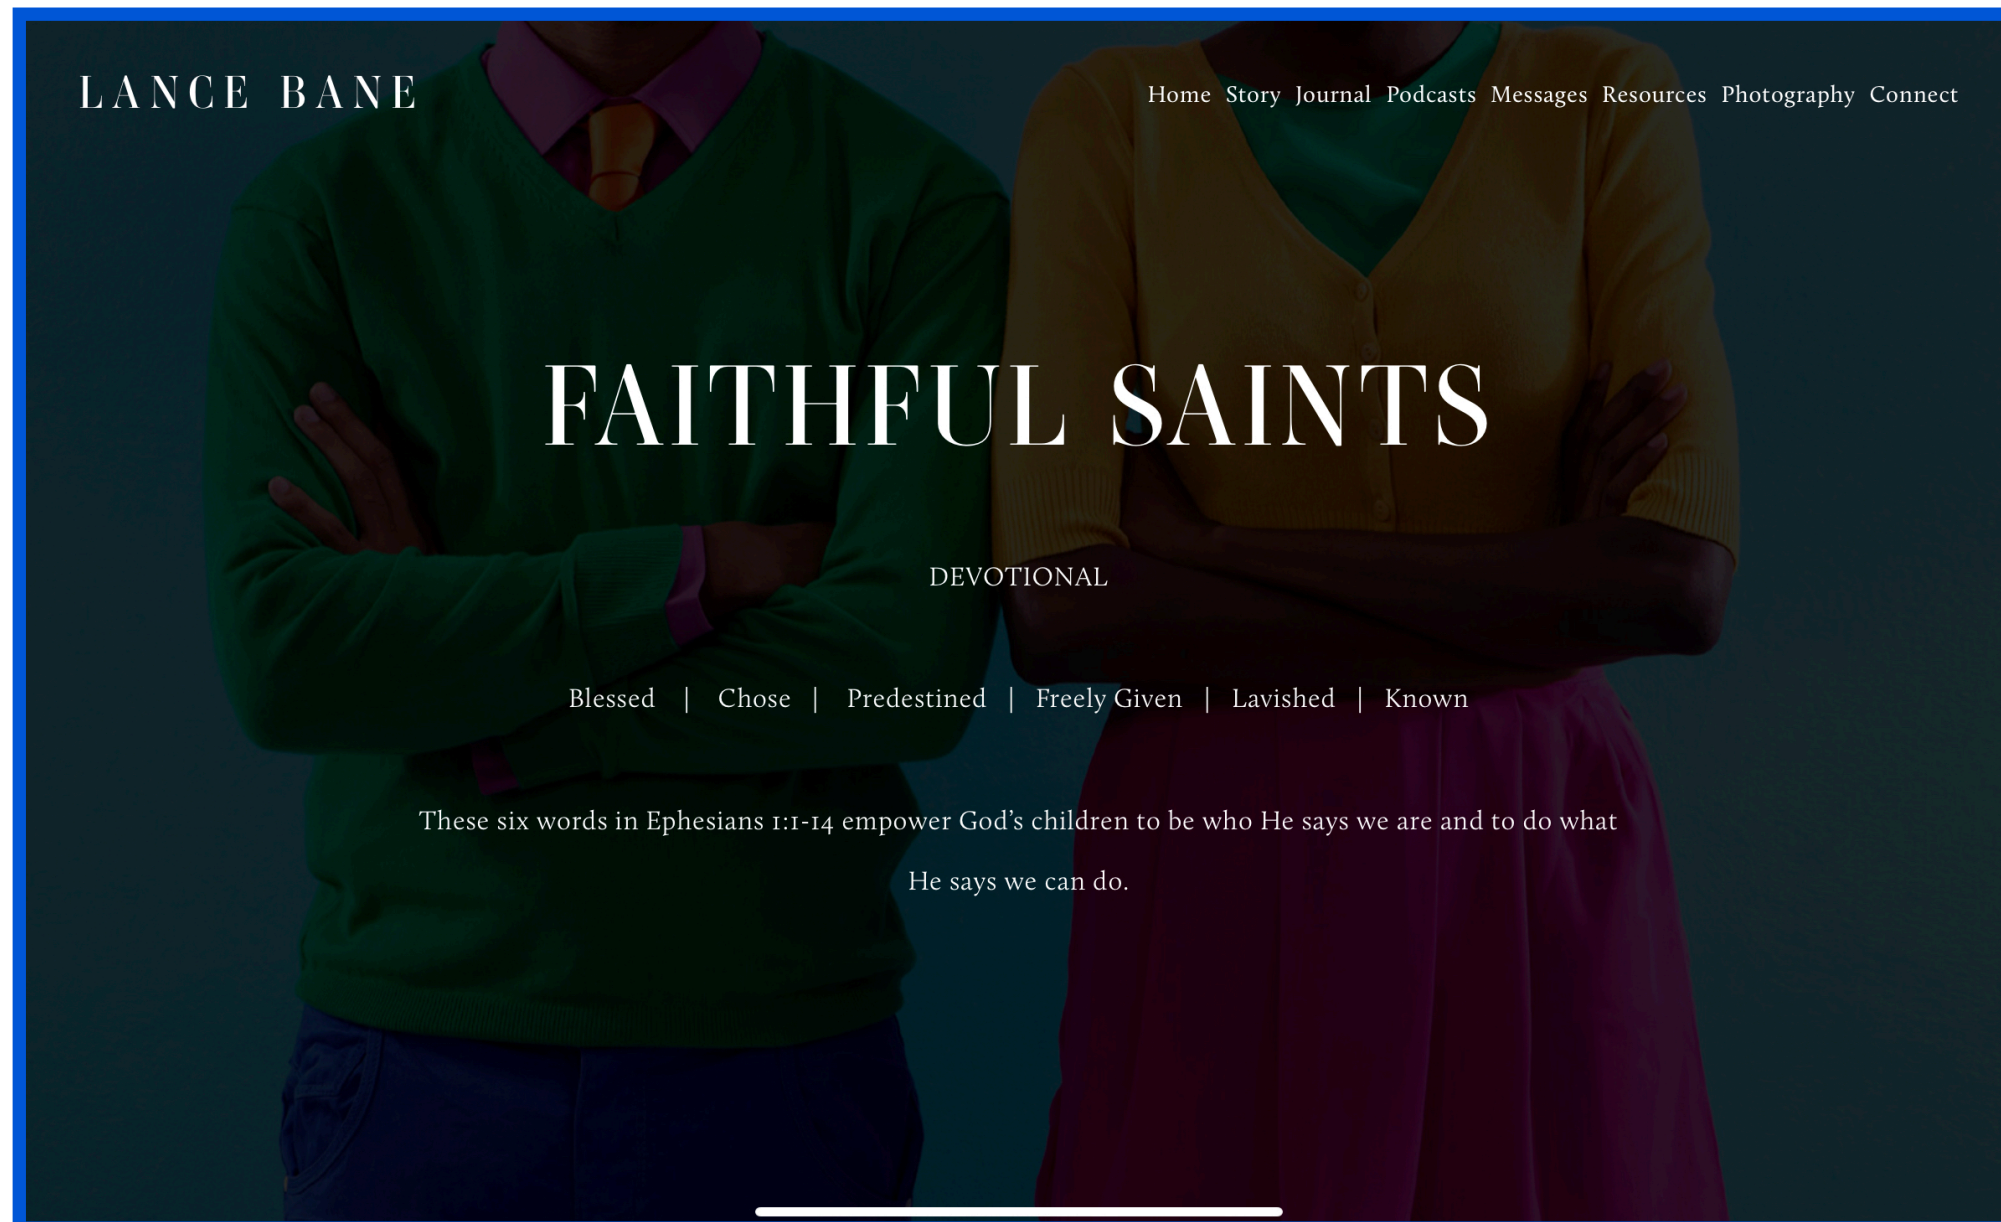 LANCE BANE
Home Story Journal Podcasts Messages Resources Photography Connect
FAITHFUL SAINTS
DEVOTIONAL
Blessed | Chose | Predestined | Freely Given | Lavished | Known
These six words in Ephesians 1:1-14 empower God’s children to be who He says we are and to do what
He says we can do.